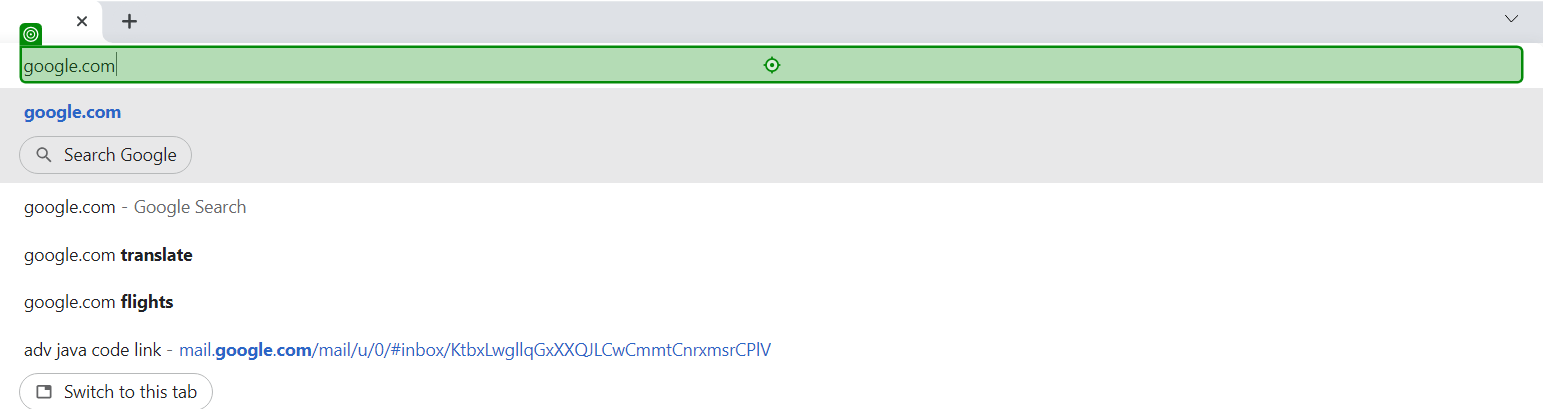 google.com
google.com
Search Google
google.com - Google Search
google.com translate
google.com flights
adv java code link - mail.google.com/mail/u/0/#inbox/KtbxLwgllqGxXXQJLCwCmmtCnrxmsrCPlV
Switch to this tab